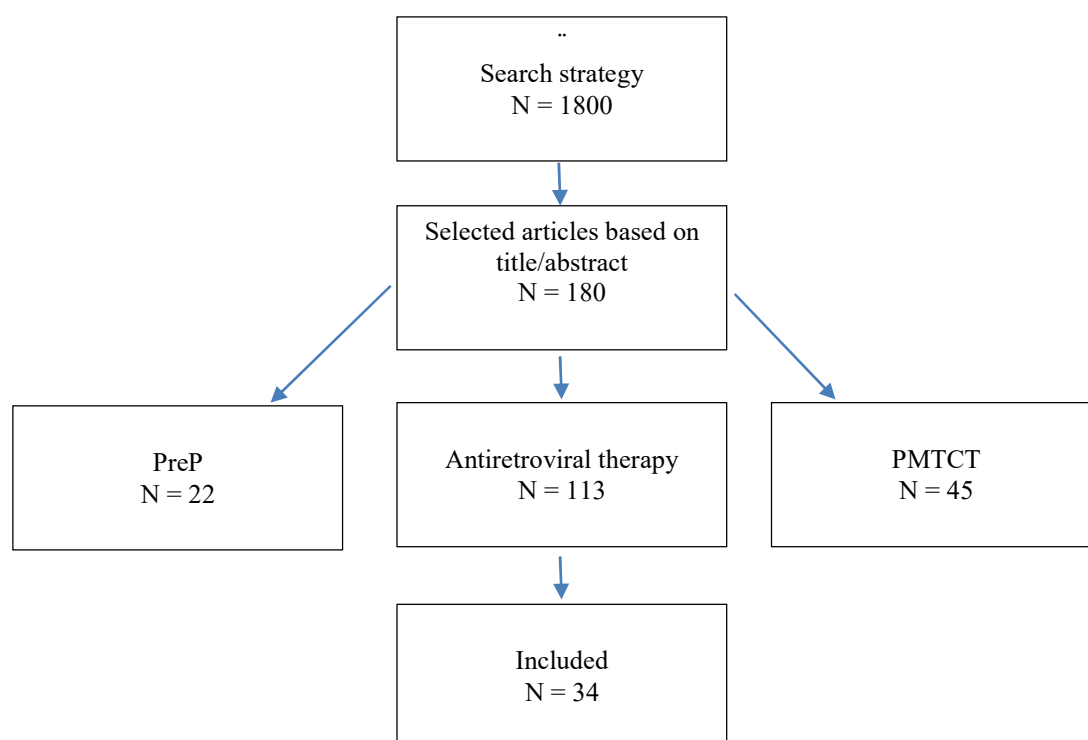 ..
Search strategy
N = 1800
Selected articles based on
title/abstract
N = 180
PreP
N = 22
Antiretroviral therapy
N = 113
PMTCT
N = 45
Included
N = 34